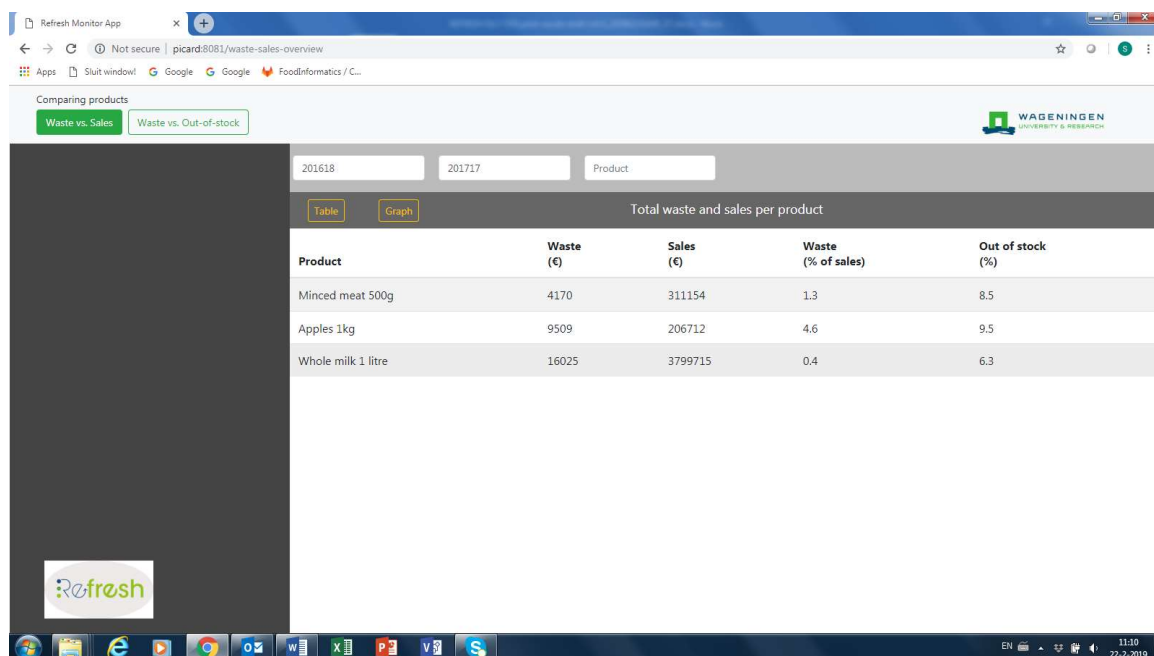 Refresh Monitor App
Not secure | picard:8081/waste-sales-overview
S
Apps Sluit window! Google Google FoodInformatics / C...
Comparing products
Waste vs. Sales Waste vs. Out-of-stock
WAGENINGEN
UNIVERSITY & RESEARCH
201618 201717 Product
Table Graph Total waste and sales per product
Product Waste (€) Sales (€) Waste (% of sales) Out of stock (%)
Minced meat 500g 4170 311154 1.3 8.5
Apples 1kg 9509 206712 4.6 9.5
Whole milk 1 litre 16025 3799715 0.4 6.3
Refresh
EN 11:10
22-2-2019